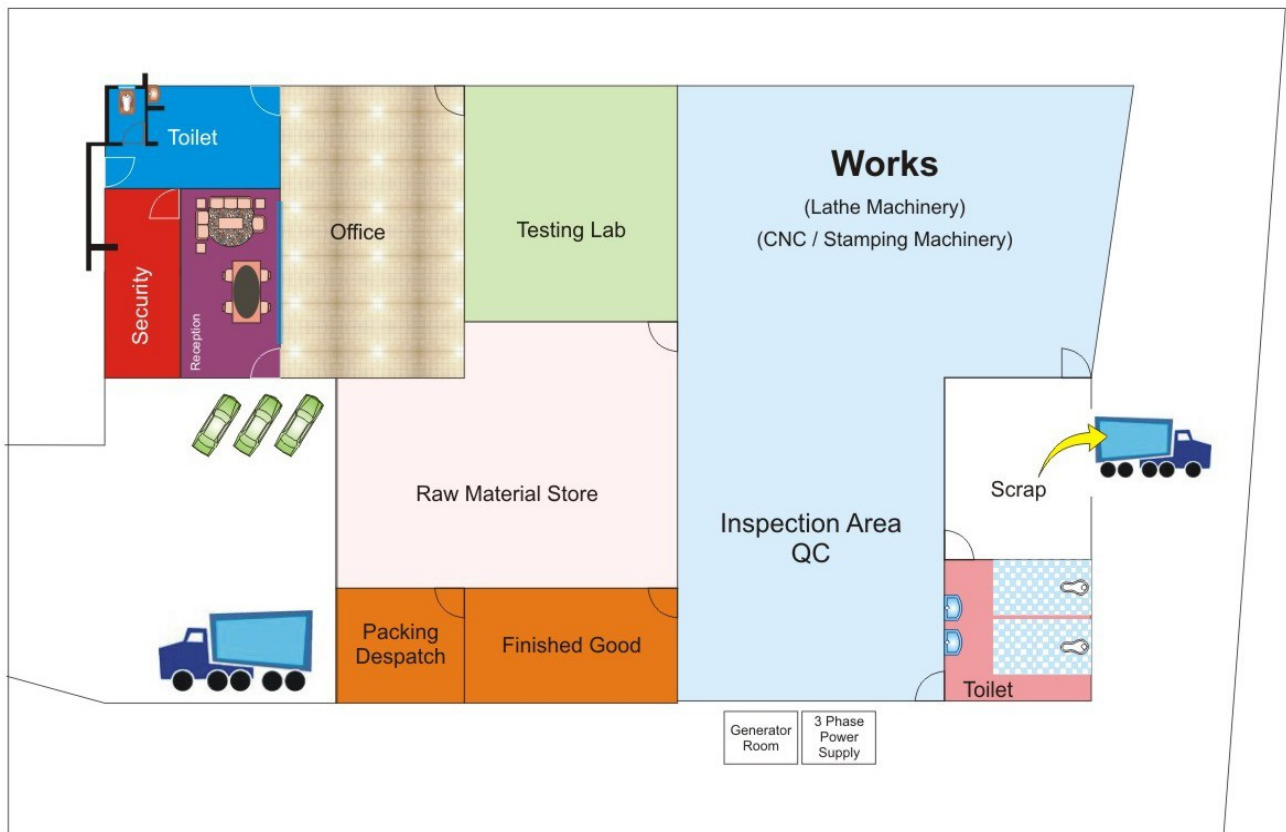 Toilet
Security
Reception
Office
Testing Lab
Works
(Lathe Machinery)
(CNC / Stamping Machinery)
Raw Material Store
Inspection Area
QC
Scrap
Packing
Despatch
Finished Good
Toilet
Generator
Room
3 Phase
Power
Supply